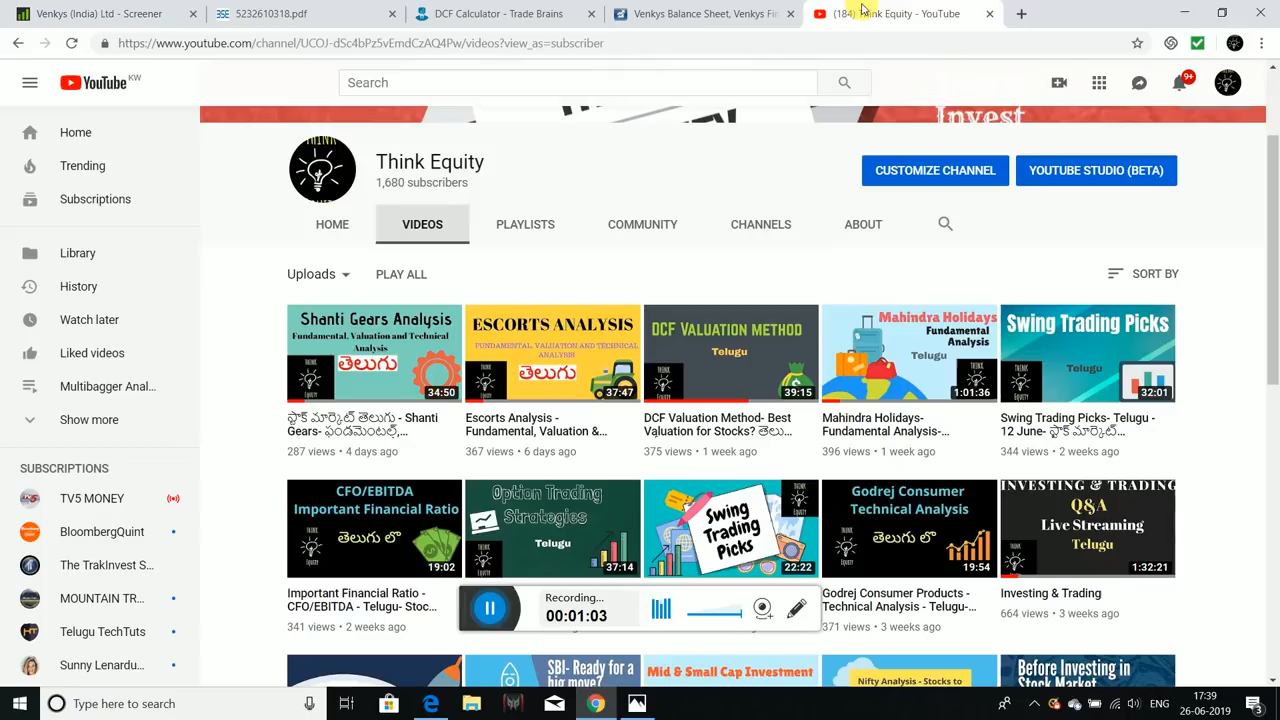 Venkys (India) Ltd - Screener
5232610318.pdf
DCF Calculator - Trade Brains
Venkys Balance Sheet, Venkys Fin
(184) Think Equity - YouTube
https://www.youtube.com/channel/UCOJ-dSc4bPz5vEmdCzAQ4Pw/videos?view_as=subscriber
YouTube KW
Search
9+
Invest
Home
Trending
Subscriptions
Library
History
Watch later
Liked videos
Multibagger Anal...
Show more
SUBSCRIPTIONS
TV5 MONEY
BloombergQuint
The TrakInvest S...
MOUNTAIN TR...
Telugu TechTuts
Sunny Lenardu...
Think Equity
1,680 subscribers
CUSTOMIZE CHANNEL
YOUTUBE STUDIO (BETA)
HOME
VIDEOS
PLAYLISTS
COMMUNITY
CHANNELS
ABOUT
Uploads
PLAY ALL
SORT BY
Shanti Gears Analysis
Fundamental, Valuation and Technical
Analysis
తెలుగు
34:50
ESCORTS ANALYSIS
FUNDAMENTAL, VALUATION AND TECHNICAL
ANALYSIS
తెలుగు
37:47
DCF VALUATION METHOD
Telugu
39:15
Mahindra Holidays
Fundamental
Analysis
Telugu
1:01:36
Swing Trading Picks
Telugu
32:01
స్టాక్ మార్కెట్ తెలుగు - Shanti
Gears- ఫండమెంటల్,...
287 views • 4 days ago
Escorts Analysis -
Fundamental, Valuation &...
367 views • 6 days ago
DCF Valuation Method- Best
Valuation for Stocks? తెలు...
375 views • 1 week ago
Mahindra Holidays-
Fundamental Analysis-...
396 views • 1 week ago
Swing Trading Picks- Telugu -
12 June- స్టాక్ మార్కెట్...
344 views • 2 weeks ago
CFO/EBITDA
Important Financial Ratio
తెలుగు లొ
THINK
EQUITY
19:02
Option Trading
Strategies
Telugu
37:14
Swing
Trading
Picks
22:22
Godrej Consumer
Technical Analysis
తెలుగు లొ
THINK
EQUITY
19:54
INVESTING & TRADING
Q&A
Live Streaming
Telugu
1:32:21
Important Financial Ratio -
CFO/EBITDA - Telugu- Stoc...
341 views • 2 weeks ago
Godrej Consumer Products -
Technical Analysis - Telugu-...
371 views • 3 weeks ago
Investing & Trading
664 views • 3 weeks ago
Recording...
00:01:03
SBI- Ready for a
big move?
Mid & Small Cap Investment
Nifty Analysis - Stocks to
Before Investing in
Stock Market
Type here to search
ENG
17:39
26-06-2019
3